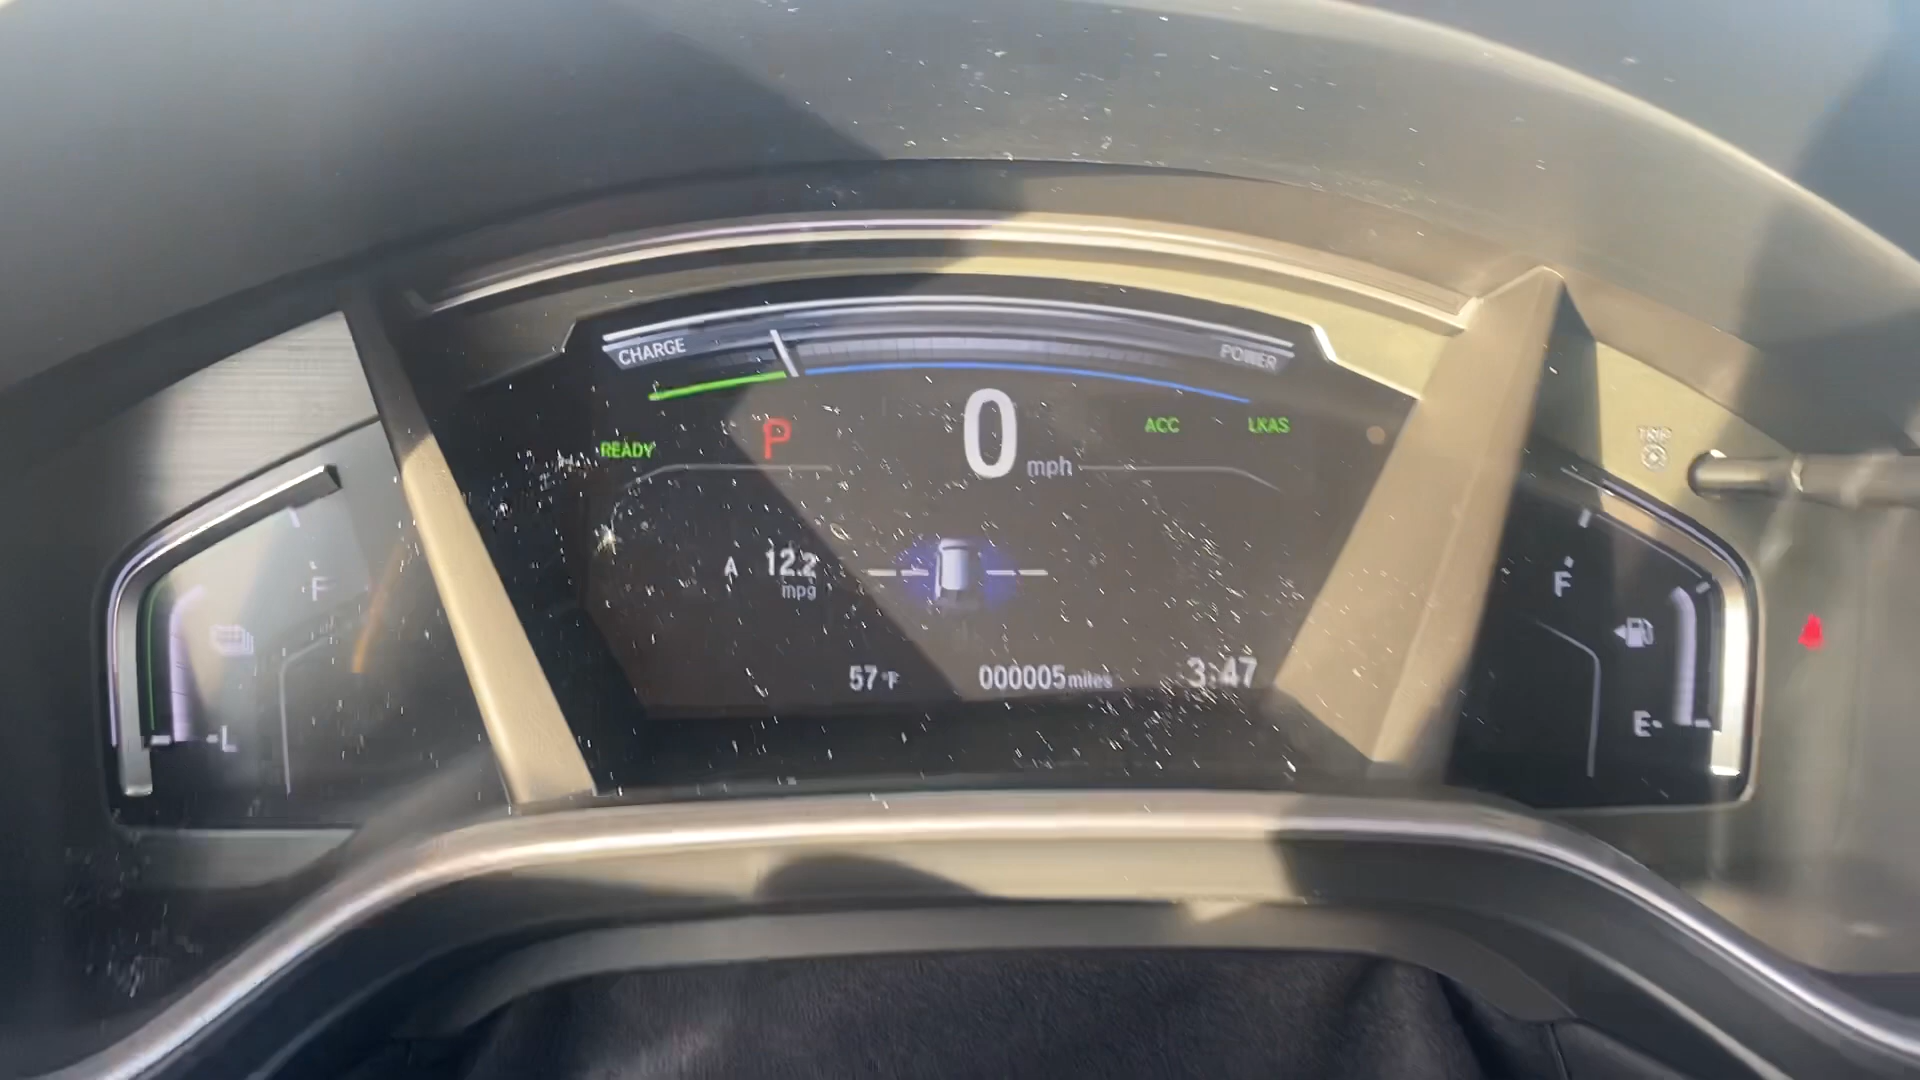 CHARGE
POWER
READY
P
0
mph
ACC
LKAS
TRIP
A 12.2
mpg
F
L
F
E
57°F
000005 miles
3:47